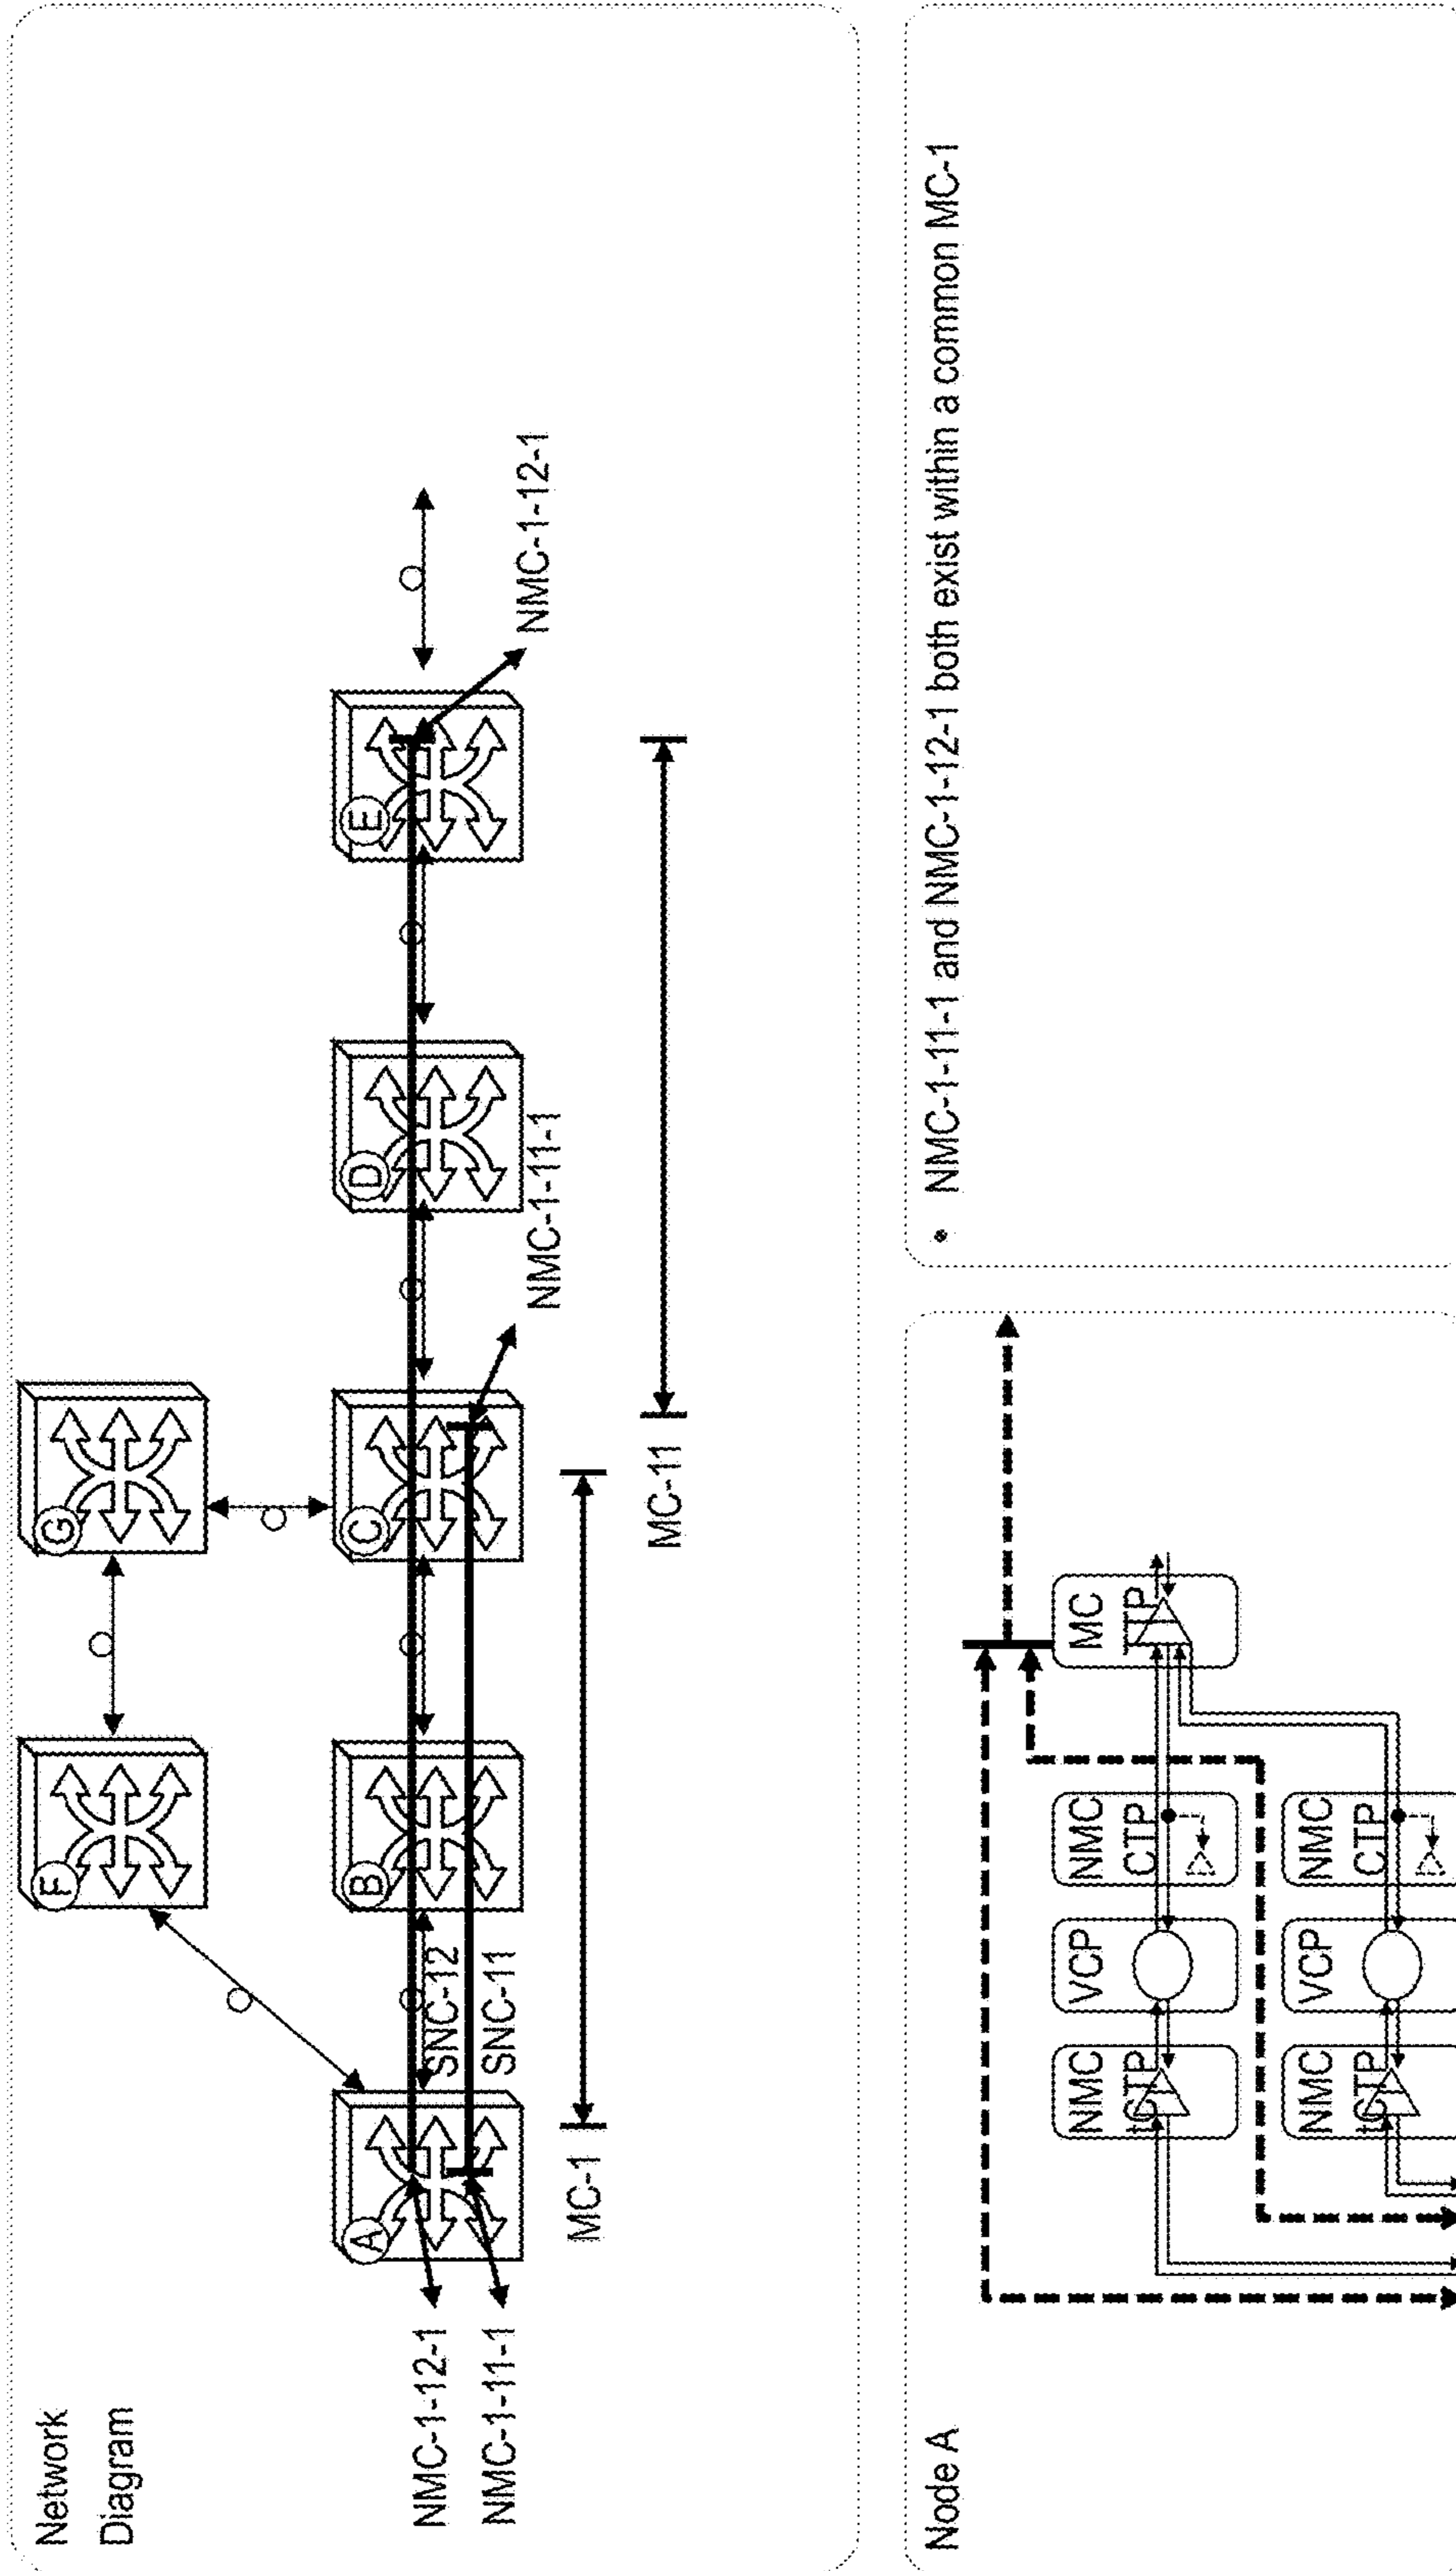 Network
Diagram
F
G
A
B
C
D
E
NMC-1-12-1
NMC-1-11-1
SNC-12
SNC-11
NMC-1-11-1
NMC-1-12-1
MC-1
MC-11
Node A
NMC
tCTP
VCP
NMC
CTP
MC
TTP
NMC
tCTP
VCP
NMC
CTP
• NMC-1-11-1 and NMC-1-12-1 both exist within a common MC-1